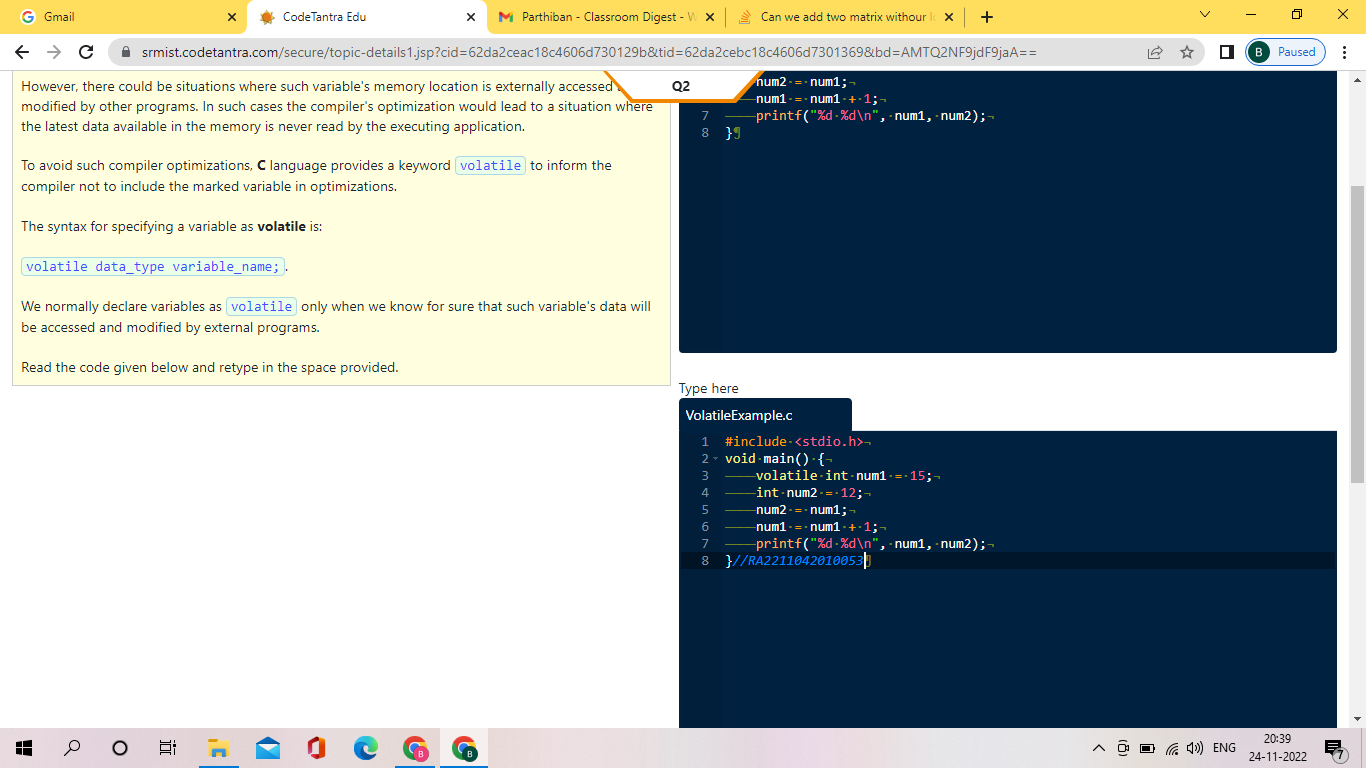 Gmail
CodeTantra Edu
Parthiban - Classroom Digest - W
Can we add two matrix withour l
srmist.codetantra.com/secure/topic-details1.jsp?cid=62da2ceac18c4606d730129b&tid=62da2cebc18c4606d7301369&bd=AMTQ2NF9jdF9jaA==
B Paused
Q2
However, there could be situations where such variable's memory location is externally accessed
modified by other programs. In such cases the compiler's optimization would lead to a situation where
the latest data available in the memory is never read by the executing application.
To avoid such compiler optimizations, C language provides a keyword volatile to inform the
compiler not to include the marked variable in optimizations.
The syntax for specifying a variable as volatile is:
volatile data_type variable_name;.
We normally declare variables as volatile only when we know for sure that such variable's data will
be accessed and modified by external programs.
Read the code given below and retype in the space provided.
num2 = num1;
num1 = num1 + 1;
7 printf("%d %d\n", num1, num2);
8 }
Type here
VolatileExample.c
1 #include <stdio.h>
2 void main() {
3 volatile int num1 = 15;
4 int num2 = 12;
5 num2 = num1;
6 num1 = num1 + 1;
7 printf("%d %d\n", num1, num2);
8 }//RA2211042010053
B
B
ENG
20:39
24-11-2022
7